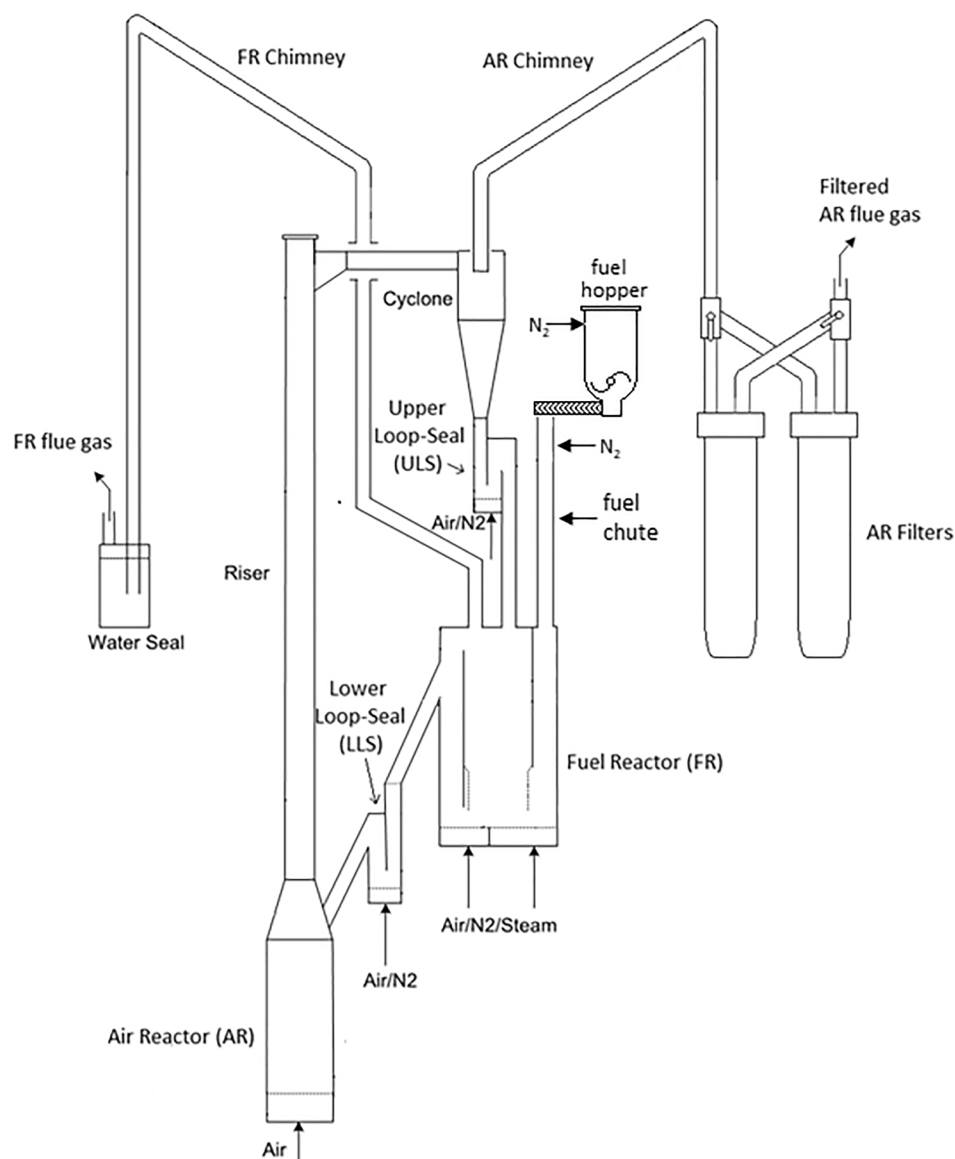 FR Chimney
AR Chimney
Filtered
AR flue gas
fuel
hopper
Cyclone
N2
Upper
Loop-Seal
(ULS)
N2
FR flue gas
Air/N2
fuel
chute
AR Filters
Riser
Water Seal
Lower
Loop-Seal
(LLS)
Fuel Reactor (FR)
Air/N2/Steam
Air/N2
Air Reactor (AR)
Air